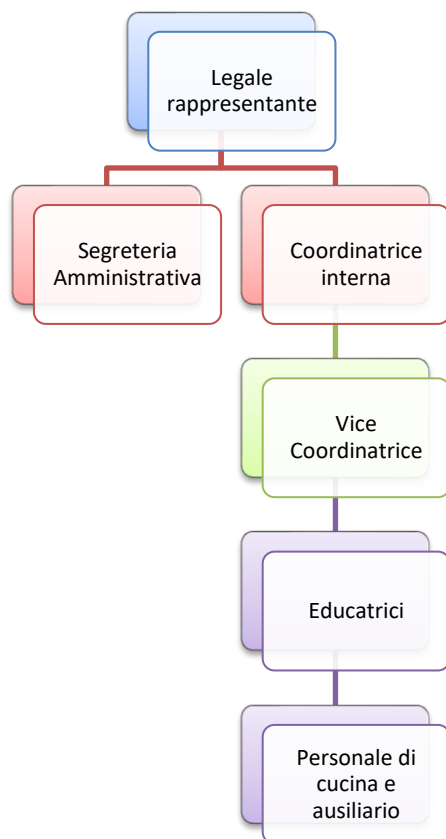 Legale
rappresentante
Segreteria
Amministrativa
Coordinatrice
interna
Vice
Coordinatrice
Educatrici
Personale di
cucina e
ausiliario